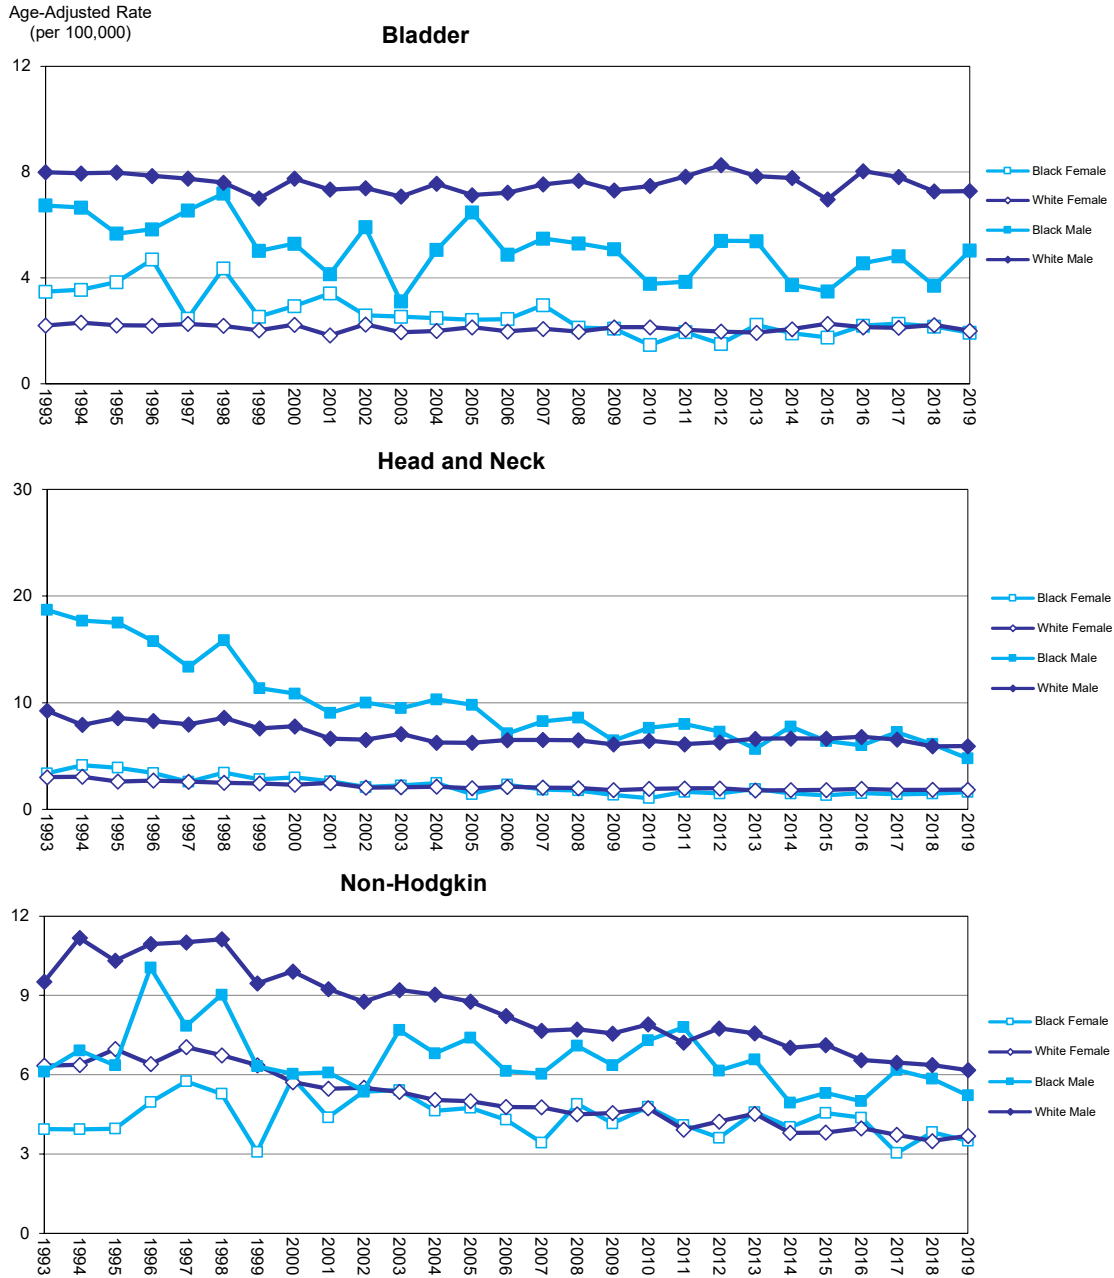 Age-Adjusted Rate
(per 100,000)
Bladder
12
8
4
0
1993 1994 1995 1996 1997 1998 1999 2000 2001 2002 2003 2004 2005 2006 2007 2008 2009 2010 2011 2012 2013 2014 2015 2016 2017 2018 2019
Black Female
White Female
Black Male
White Male
Head and Neck
30
20
10
0
1993 1994 1995 1996 1997 1998 1999 2000 2001 2002 2003 2004 2005 2006 2007 2008 2009 2010 2011 2012 2013 2014 2015 2016 2017 2018 2019
Black Female
White Female
Black Male
White Male
Non-Hodgkin
12
9
6
3
0
1993 1994 1995 1996 1997 1998 1999 2000 2001 2002 2003 2004 2005 2006 2007 2008 2009 2010 2011 2012 2013 2014 2015 2016 2017 2018 2019
Black Female
White Female
Black Male
White Male